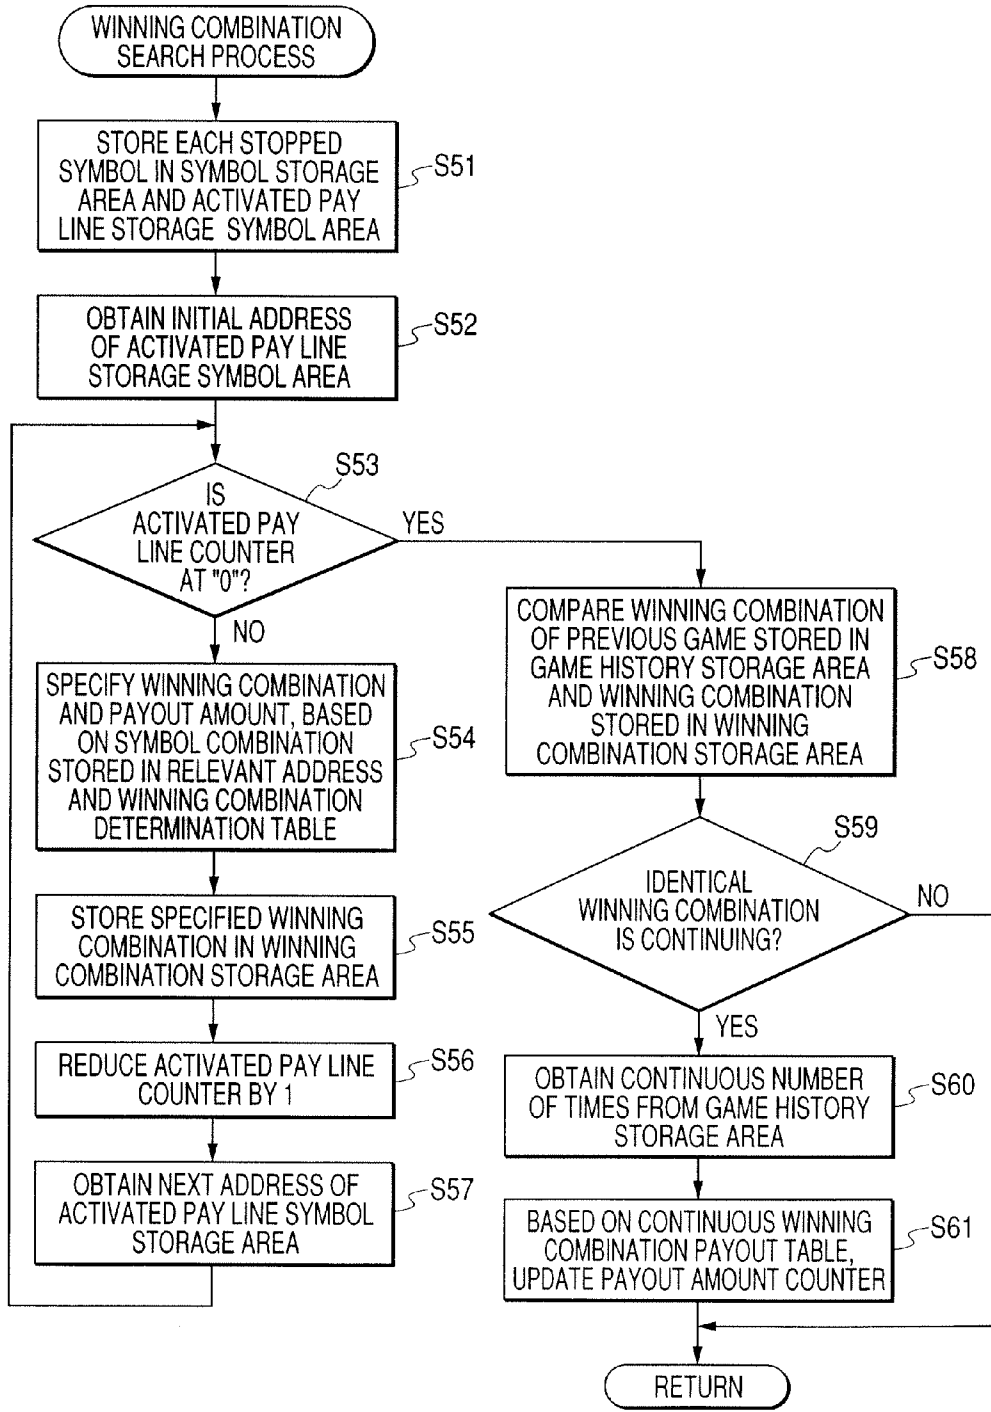 WINNING COMBINATION
SEARCH PROCESS
STORE EACH STOPPED
SYMBOL IN SYMBOL STORAGE
AREA AND ACTIVATED PAY
LINE STORAGE SYMBOL AREA
S51
OBTAIN INITIAL ADDRESS
OF ACTIVATED PAY LINE
STORAGE SYMBOL AREA
S52
S53
IS
ACTIVATED PAY
LINE COUNTER
AT "0"?
YES
NO
SPECIFY WINNING COMBINATION
AND PAYOUT AMOUNT, BASED
ON SYMBOL COMBINATION
STORED IN RELEVANT ADDRESS
AND WINNING COMBINATION
DETERMINATION TABLE
S54
STORE SPECIFIED WINNING
COMBINATION IN WINNING
COMBINATION STORAGE AREA
S55
REDUCE ACTIVATED PAY LINE
COUNTER BY 1
S56
OBTAIN NEXT ADDRESS OF
ACTIVATED PAY LINE SYMBOL
STORAGE AREA
S57
COMPARE WINNING COMBINATION
OF PREVIOUS GAME STORED IN
GAME HISTORY STORAGE AREA
AND WINNING COMBINATION
STORED IN WINNING
COMBINATION STORAGE AREA
S58
S59
IDENTICAL
WINNING COMBINATION
IS CONTINUING?
NO
YES
OBTAIN CONTINUOUS NUMBER
OF TIMES FROM GAME HISTORY
STORAGE AREA
S60
BASED ON CONTINUOUS WINNING
COMBINATION PAYOUT TABLE,
UPDATE PAYOUT AMOUNT COUNTER
S61
RETURN